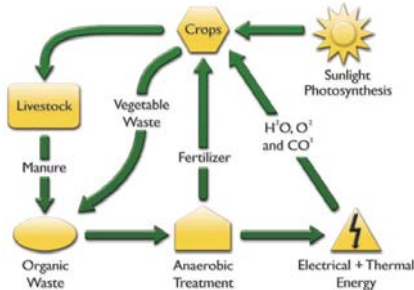 Crops
Sunlight
Photosynthesis
Livestock
Vegetable
Waste
H²O, O²
and CO²
Fertilizer
Manure
Organic
Waste
Anaerobic
Treatment
Electrical + Thermal
Energy